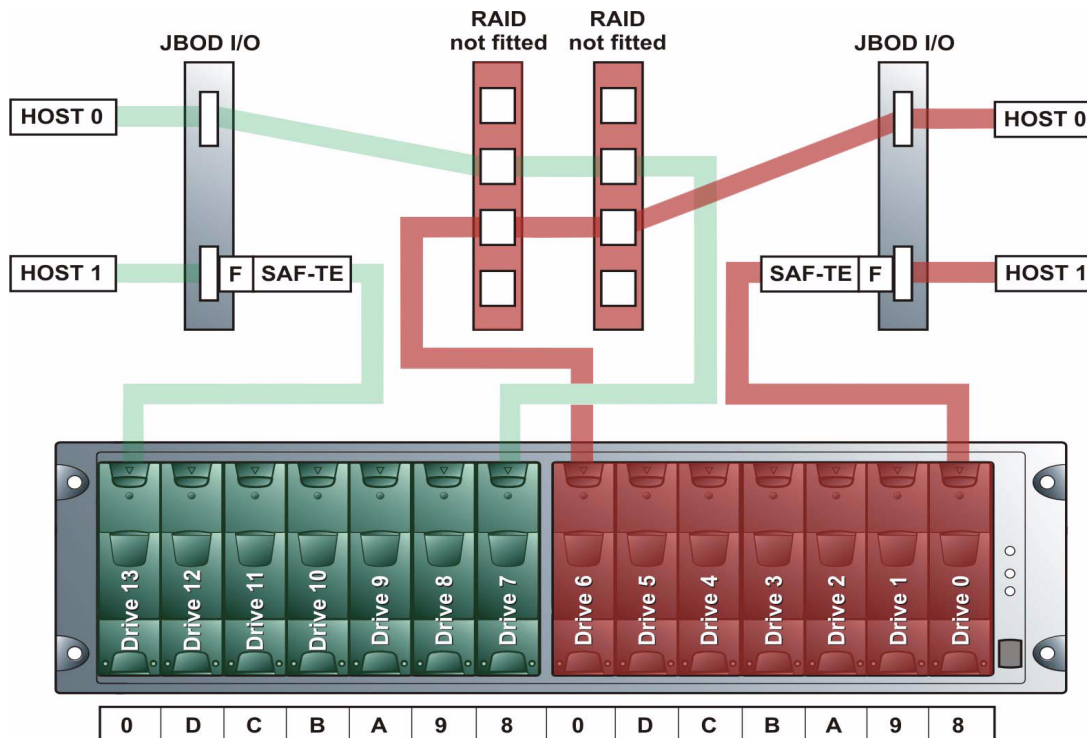 RAID
not fitted
RAID
not fitted
JBOD I/O
JBOD I/O
HOST 0
HOST 0
HOST 1
F
SAF-TE
SAF-TE
F
HOST 1
Drive 13
Drive 12
Drive 11
Drive 10
Drive 9
Drive 8
Drive 7
Drive 6
Drive 5
Drive 4
Drive 3
Drive 2
Drive 1
Drive 0
0 D C B A 9 8 0 D C B A 9 8